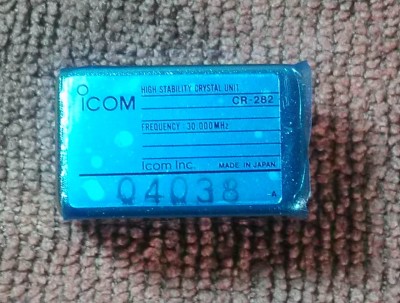 HIGH STABILITY CRYSTAL UNIT
ICOM
CR-282
FREQUENCY 30.000MHz
Icom Inc. MADE IN JAPAN
04038
A